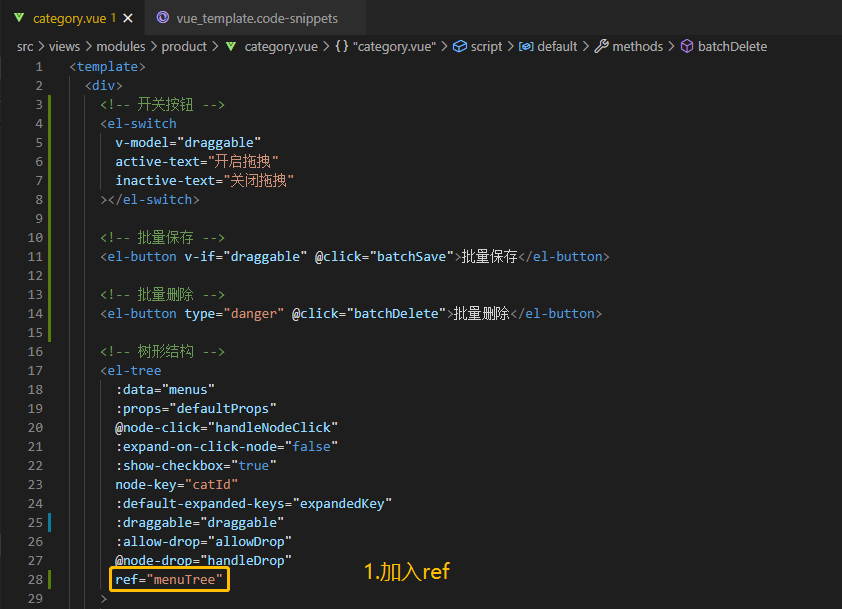 category.vue 1 × vue_template.code-snippets
src > views > modules > product > category.vue > {} "category.vue" > script > default > methods > batchDelete
1 <template>
2 <div>
3 <!-- 开关按钮 -->
4 <el-switch
5 v-model="draggable"
6 active-text="开启拖拽"
7 inactive-text="关闭拖拽"
8 ></el-switch>
9
10 <!-- 批量保存 -->
11 <el-button v-if="draggable" @click="batchSave">批量保存</el-button>
12
13 <!-- 批量删除 -->
14 <el-button type="danger" @click="batchDelete">批量删除</el-button>
15
16 <!-- 树形结构 -->
17 <el-tree
18 :data="menus"
19 :props="defaultProps"
20 @node-click="handleNodeClick"
21 :expand-on-click-node="false"
22 :show-checkbox="true"
23 node-key="catId"
24 :default-expanded-keys="expandedKey"
25 :draggable="draggable"
26 :allow-drop="allowDrop"
27 @node-drop="handleDrop"
28 ref="menuTree" 1.加入ref
29 >